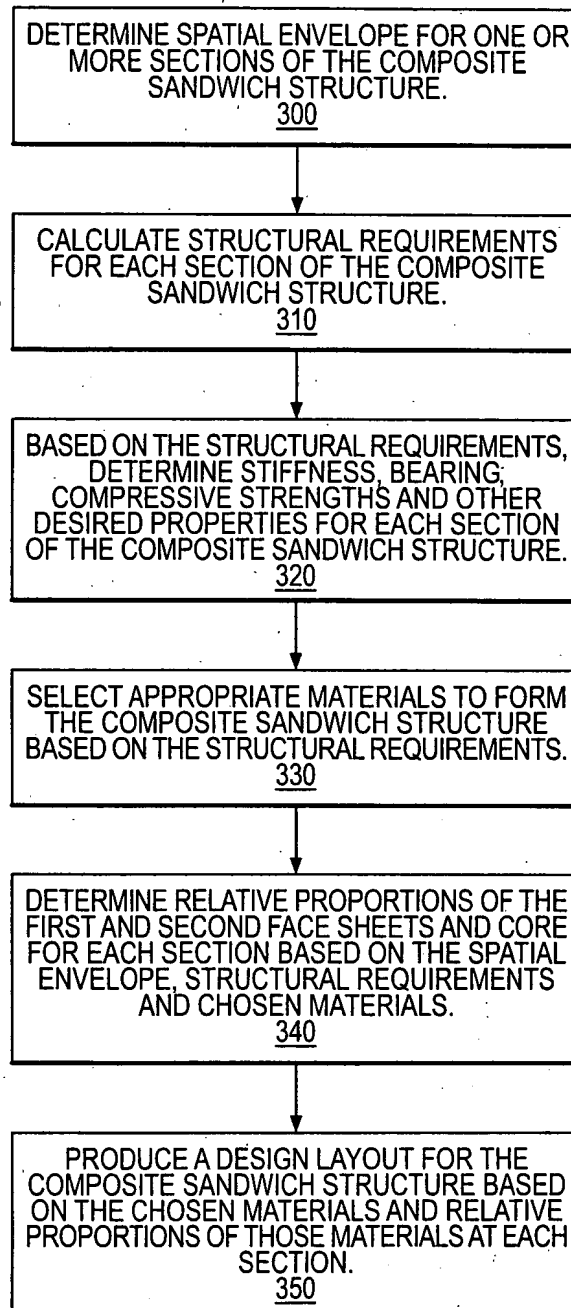 DETERMINE SPATIAL ENVELOPE FOR ONE OR
MORE SECTIONS OF THE COMPOSITE
SANDWICH STRUCTURE.
300
CALCULATE STRUCTURAL REQUIREMENTS
FOR EACH SECTION OF THE COMPOSITE
SANDWICH STRUCTURE.
310
BASED ON THE STRUCTURAL REQUIREMENTS,
DETERMINE STIFFNESS, BEARING,
COMPRESSIVE STRENGTHS AND OTHER
DESIRED PROPERTIES FOR EACH SECTION
OF THE COMPOSITE SANDWICH STRUCTURE.
320
SELECT APPROPRIATE MATERIALS TO FORM
THE COMPOSITE SANDWICH STRUCTURE
BASED ON THE STRUCTURAL REQUIREMENTS.
330
DETERMINE RELATIVE PROPORTIONS OF THE
FIRST AND SECOND FACE SHEETS AND CORE
FOR EACH SECTION BASED ON THE SPATIAL
ENVELOPE, STRUCTURAL REQUIREMENTS
AND CHOSEN MATERIALS.
340
PRODUCE A DESIGN LAYOUT FOR THE
COMPOSITE SANDWICH STRUCTURE BASED
ON THE CHOSEN MATERIALS AND RELATIVE
PROPORTIONS OF THOSE MATERIALS AT EACH
SECTION.
350